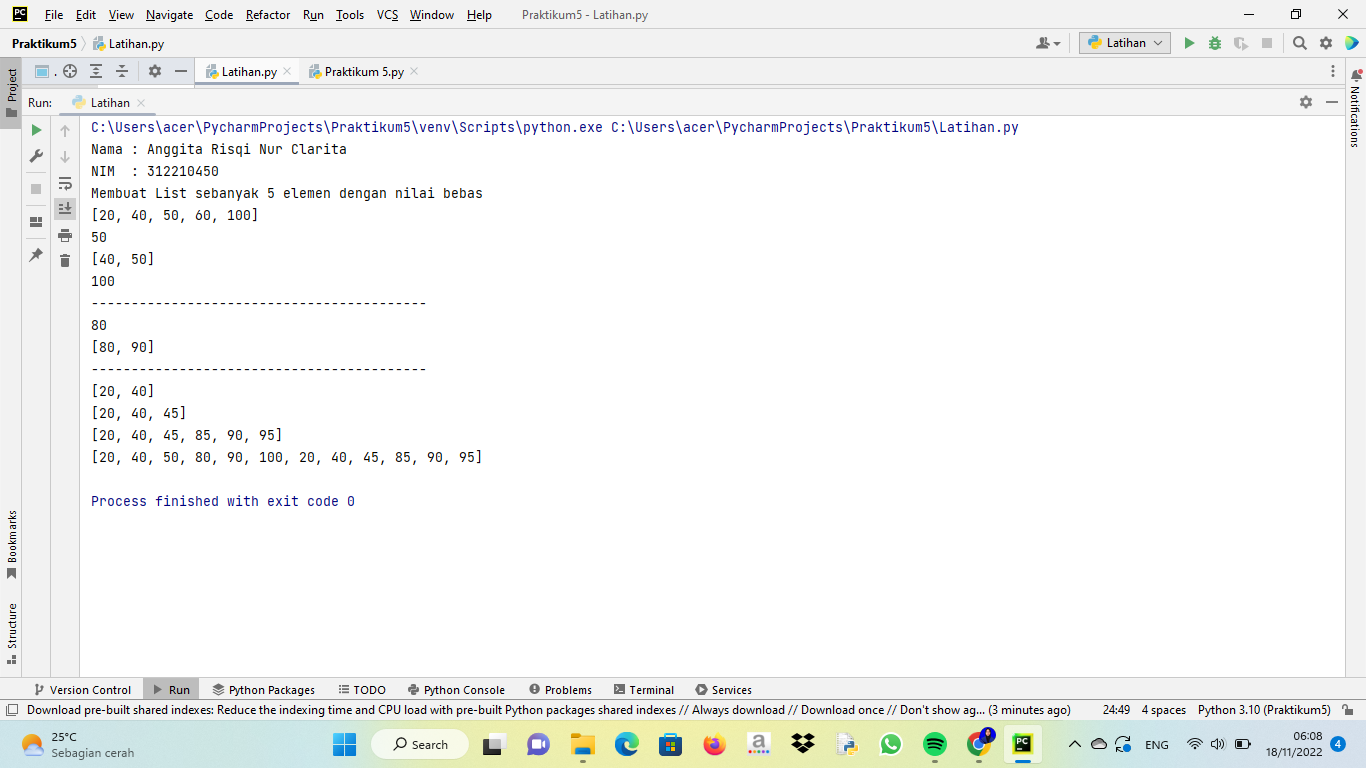 File Edit View Navigate Code Refactor Run Tools VCS Window Help Praktikum5 - Latihan.py
Praktikum5 Latihan.py Latihan
Project Latihan.py Praktikum 5.py Notifications
Run: Latihan
C:\Users\acer\PycharmProjects\Praktikum5\venv\Scripts\python.exe C:\Users\acer\PycharmProjects\Praktikum5\Latihan.py
Nama : Anggita Risqi Nur Clarita
NIM  : 312210450
Membuat List sebanyak 5 elemen dengan nilai bebas
[20, 40, 50, 60, 100]
50
[40, 50]
100
------------------------------------------
80
[80, 90]
------------------------------------------
[20, 40]
[20, 40, 45]
[20, 40, 45, 85, 90, 95]
[20, 40, 50, 80, 90, 100, 20, 40, 45, 85, 90, 95]
Process finished with exit code 0
Bookmarks
Structure
Version Control Run Python Packages TODO Python Console Problems Terminal Services
Download pre-built shared indexes: Reduce the indexing time and CPU load with pre-built Python packages shared indexes // Always download // Download once // Don't show ag... (3 minutes ago) 24:49 4 spaces Python 3.10 (Praktikum5)
25°C
Sebagian cerah
Search
ENG
06:08
18/11/2022
4